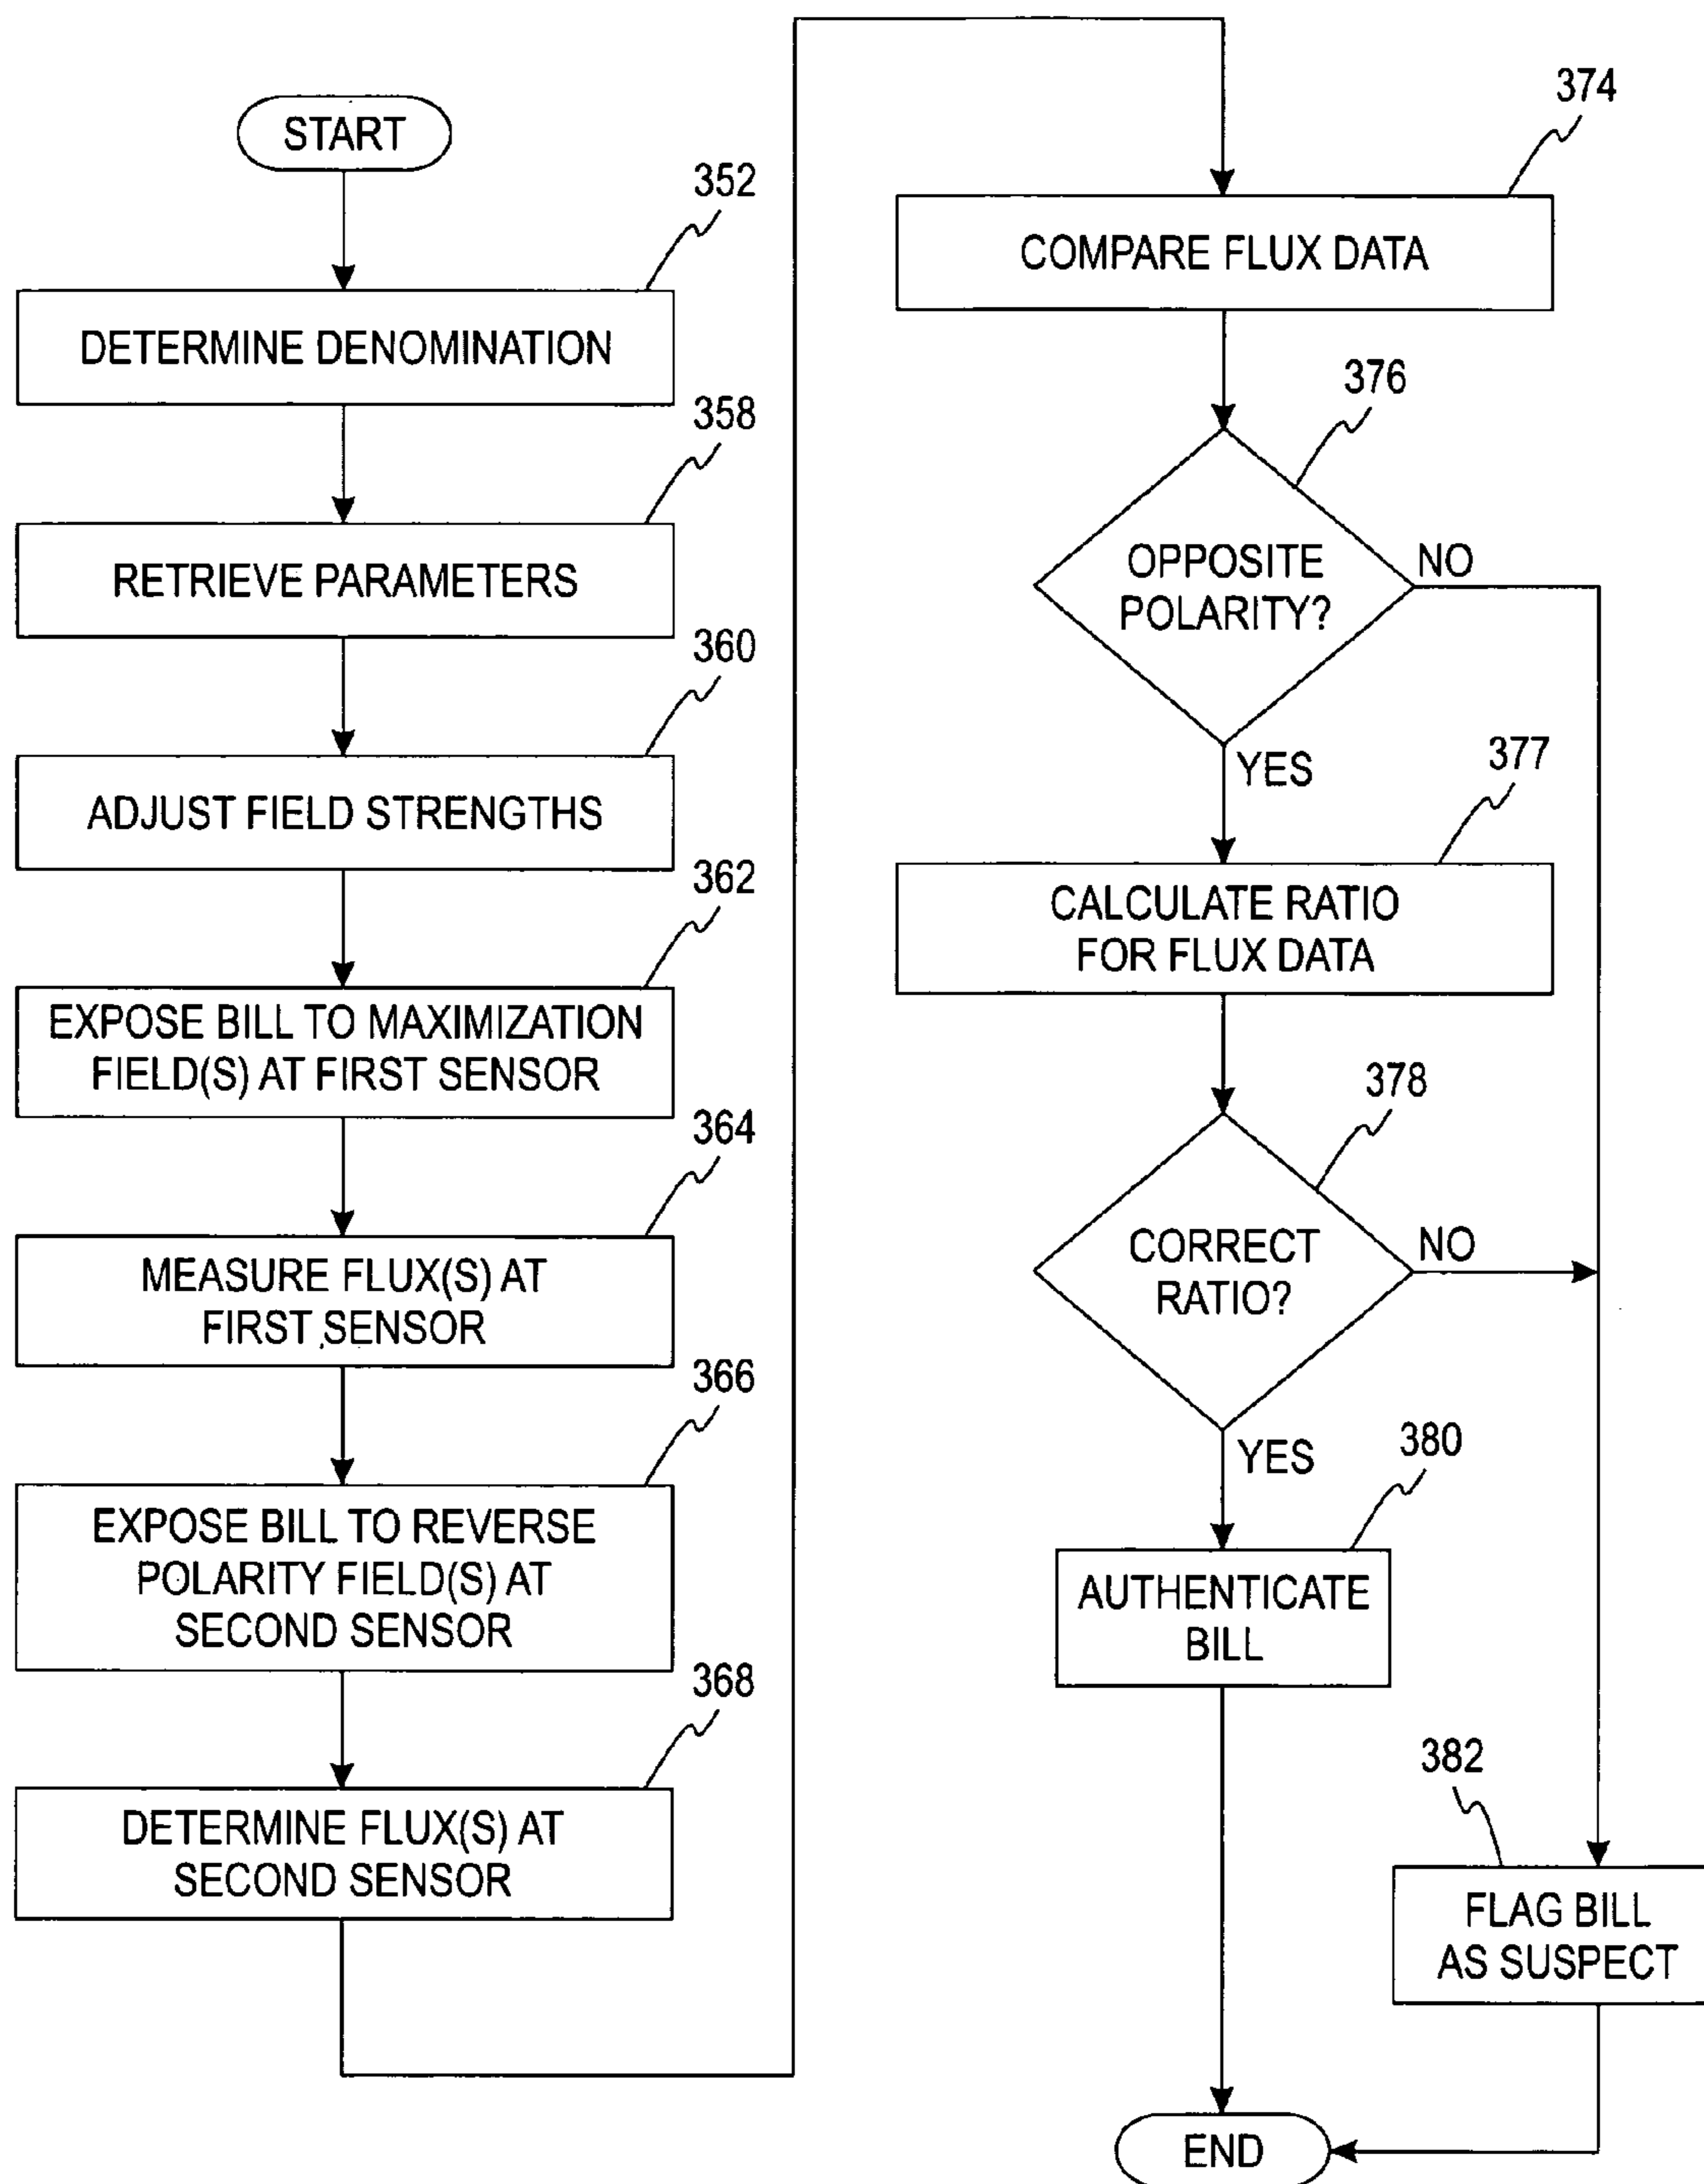 START
352
DETERMINE DENOMINATION
358
RETRIEVE PARAMETERS
360
ADJUST FIELD STRENGTHS
362
EXPOSE BILL TO MAXIMIZATION
FIELD(S) AT FIRST SENSOR
364
MEASURE FLUX(S) AT
FIRST SENSOR
366
EXPOSE BILL TO REVERSE
POLARITY FIELD(S) AT
SECOND SENSOR
368
DETERMINE FLUX(S) AT
SECOND SENSOR
374
COMPARE FLUX DATA
376
OPPOSITE
POLARITY?
NO
YES
377
CALCULATE RATIO
FOR FLUX DATA
378
CORRECT
RATIO?
NO
YES
380
AUTHENTICATE
BILL
382
FLAG BILL
AS SUSPECT
END